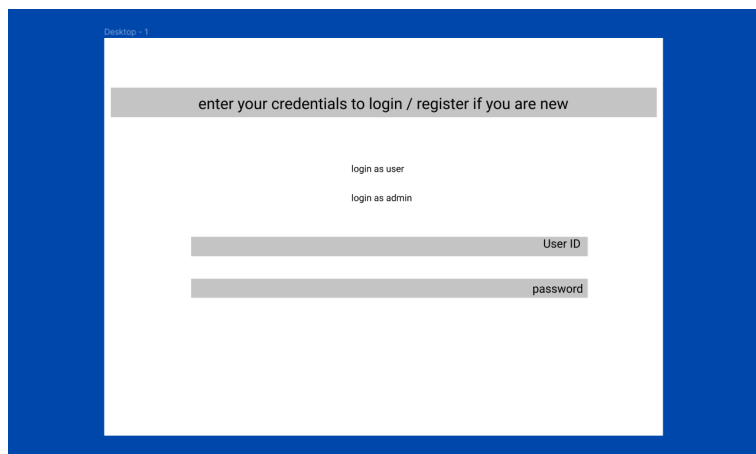 Desktop - 1
enter your credentials to login / register if you are new
login as user
login as admin
User ID
password